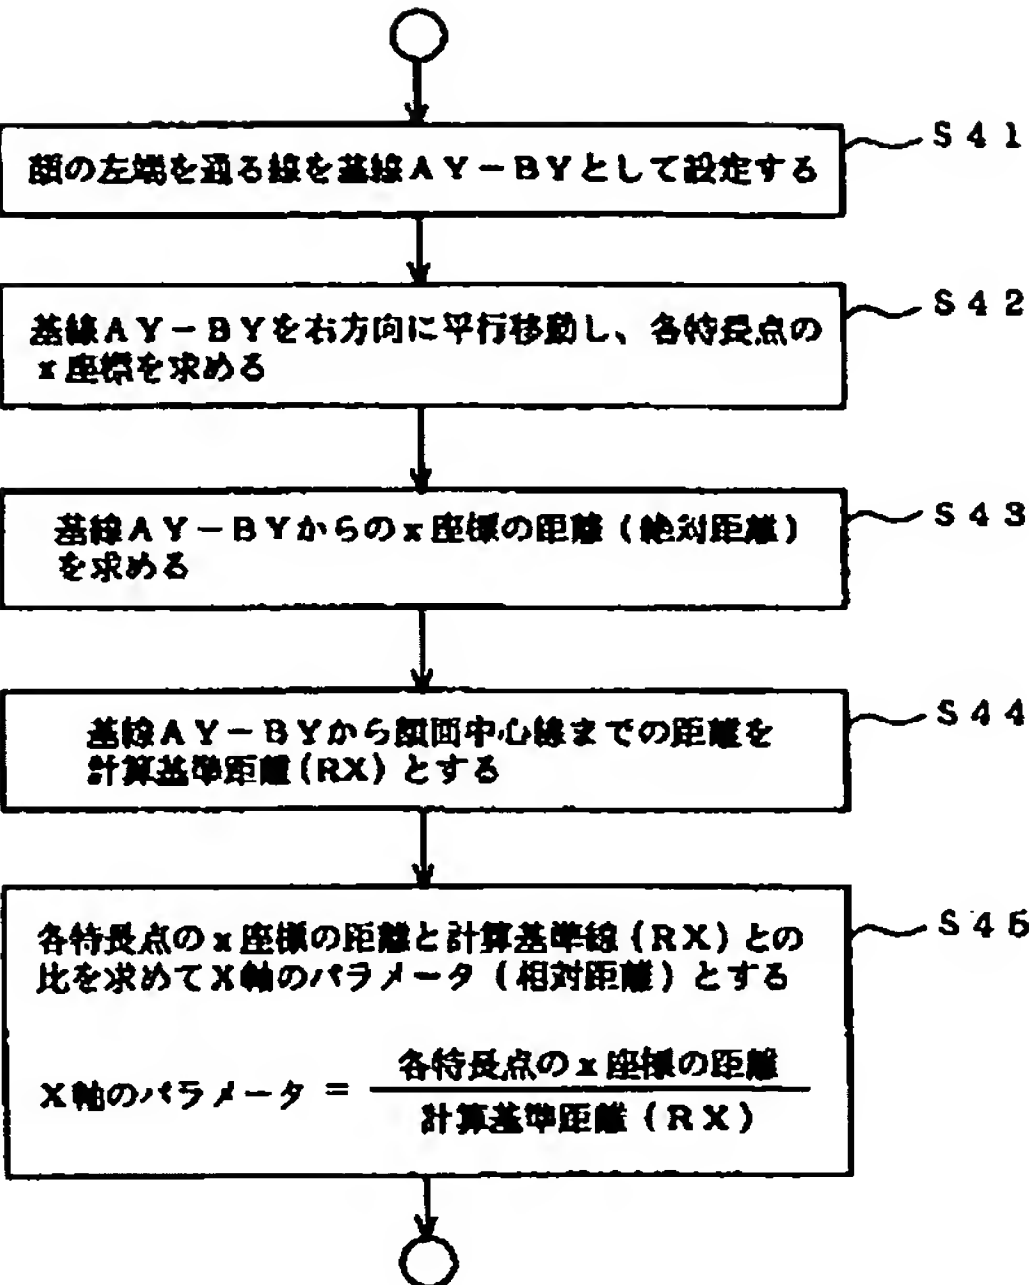 S41
顔の左端を通る線を基線AY－BYとして設定する
S42
基線AY－BYを右方向に平行移動し、各特長点の
x座標を求める
S43
基線AY－BYからのx座標の距離（絶対距離）
を求める
S44
基線AY－BYから顔面中心線までの距離を
計算基準距離（RX）とする
S45
各特長点のx座標の距離と計算基準線（RX）との
比を求めてX軸のパラメータ（相対距離）とする
X軸のパラメータ ＝
各特長点のx座標の距離
計算基準距離（RX）